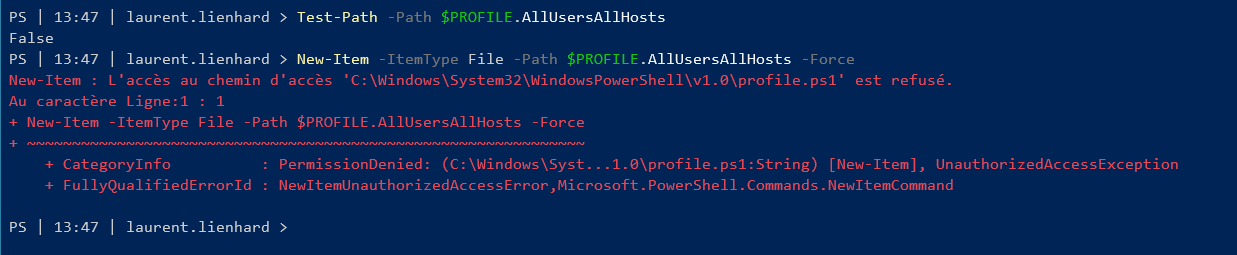 PS | 13:47 | laurent.lienhard > Test-Path -Path $PROFILE.AllUsersAllHosts
False
PS | 13:47 | laurent.lienhard > New-Item -ItemType File -Path $PROFILE.AllUsersAllHosts -Force
New-Item : L'accès au chemin d'accès 'C:\Windows\System32\WindowsPowerShell\v1.0\profile.ps1' est refusé.
Au caractère Ligne:1 : 1
+ New-Item -ItemType File -Path $PROFILE.AllUsersAllHosts -Force
+ ~~~~~~~~~~~~~~~~~~~~~~~~~~~~~~~~~~~~~~~~~~~~~~~~~~~~~~~~~~~~~~
    + CategoryInfo          : PermissionDenied: (C:\Windows\Syst...1.0\profile.ps1:String) [New-Item], UnauthorizedAccessException
    + FullyQualifiedErrorId : NewItemUnauthorizedAccessError,Microsoft.PowerShell.Commands.NewItemCommand
PS | 13:47 | laurent.lienhard >